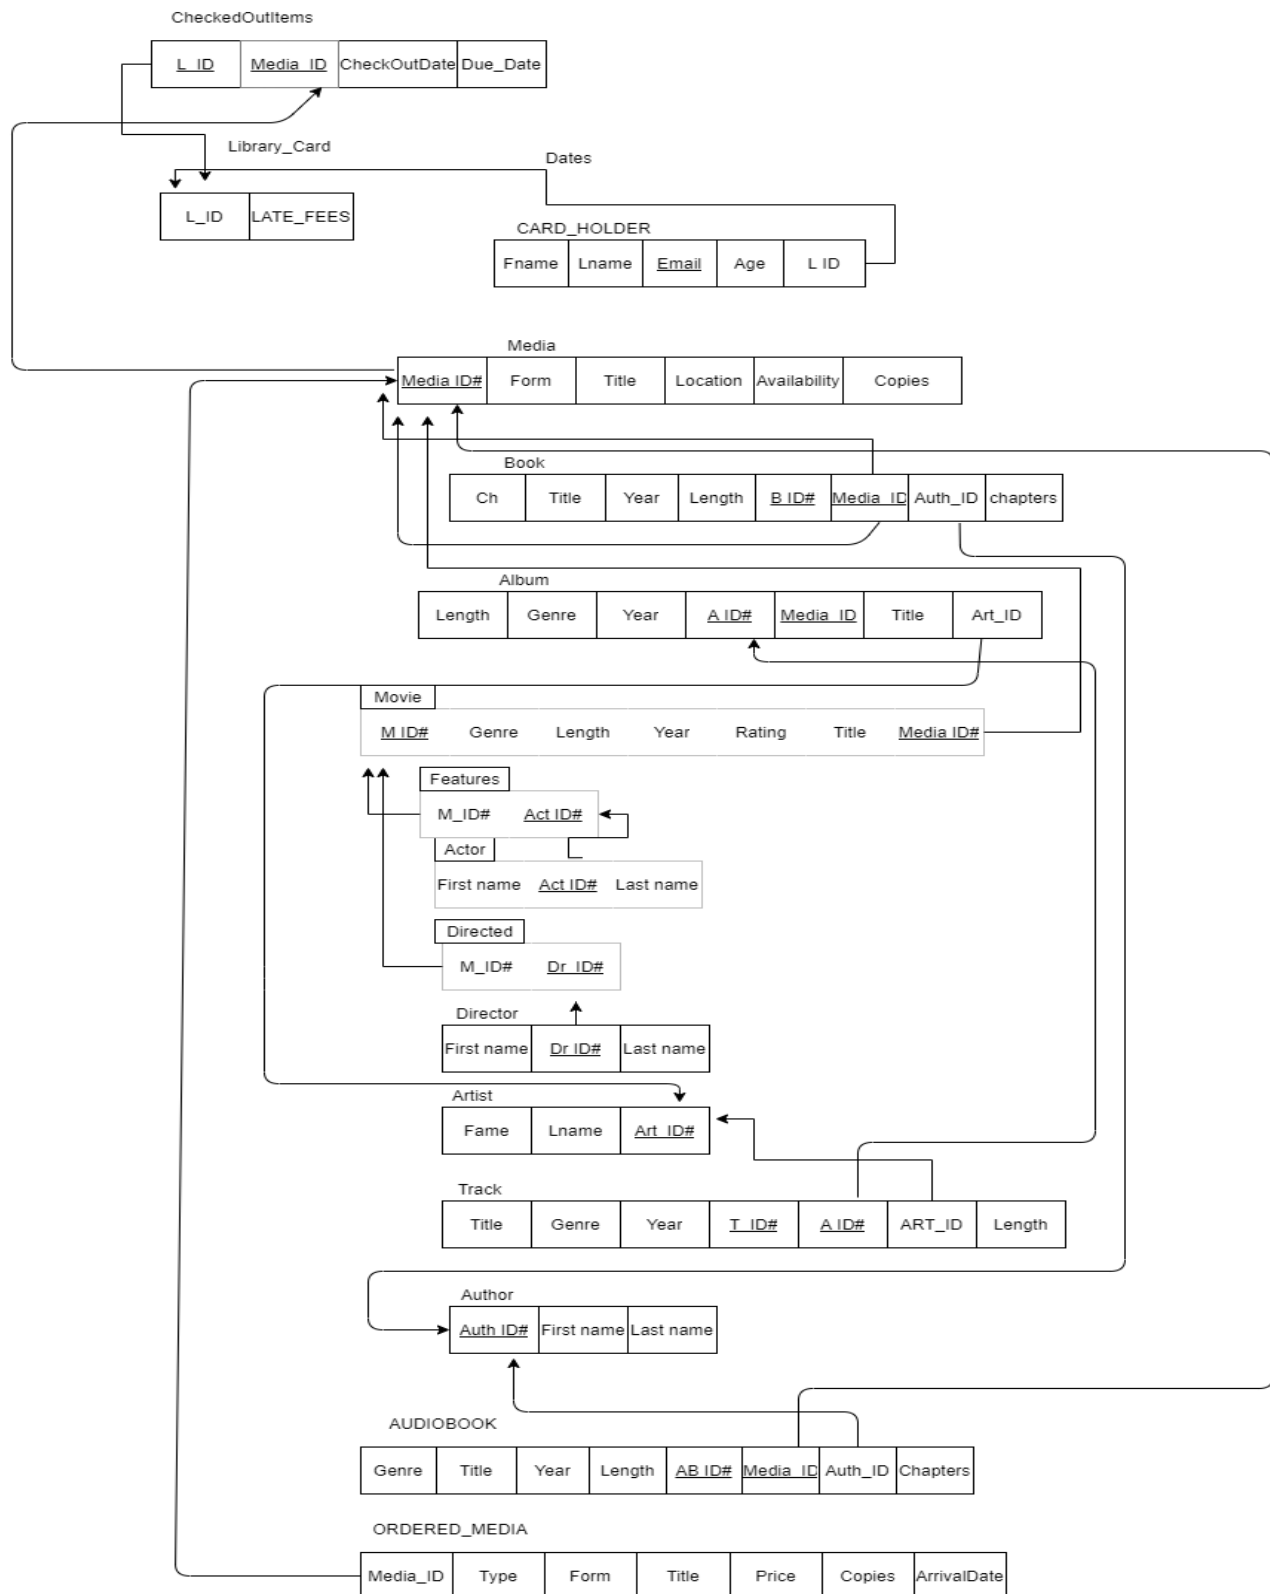 CheckedOutItems
L_ID Media_ID CheckOutDate Due_Date
Library_Card
Dates
L_ID LATE_FEES
CARD_HOLDER
Fname Lname Email Age L ID
Media
Media ID# Form Title Location Availability Copies
Book
Ch Title Year Length B ID# Media_ID Auth_ID chapters
Album
Length Genre Year A ID# Media_ID Title Art_ID
Movie
M ID# Genre Length Year Rating Title Media ID#
Features
M_ID# Act ID#
Actor
First name Act ID# Last name
Directed
M_ID# Dr_ID#
Director
First name Dr ID# Last name
Artist
Fame Lname Art_ID#
Track
Title Genre Year T_ID# A ID# ART_ID Length
Author
Auth ID# First name Last name
AUDIOBOOK
Genre Title Year Length AB ID# Media_ID Auth_ID Chapters
ORDERED_MEDIA
Media_ID Type Form Title Price Copies ArrivalDate